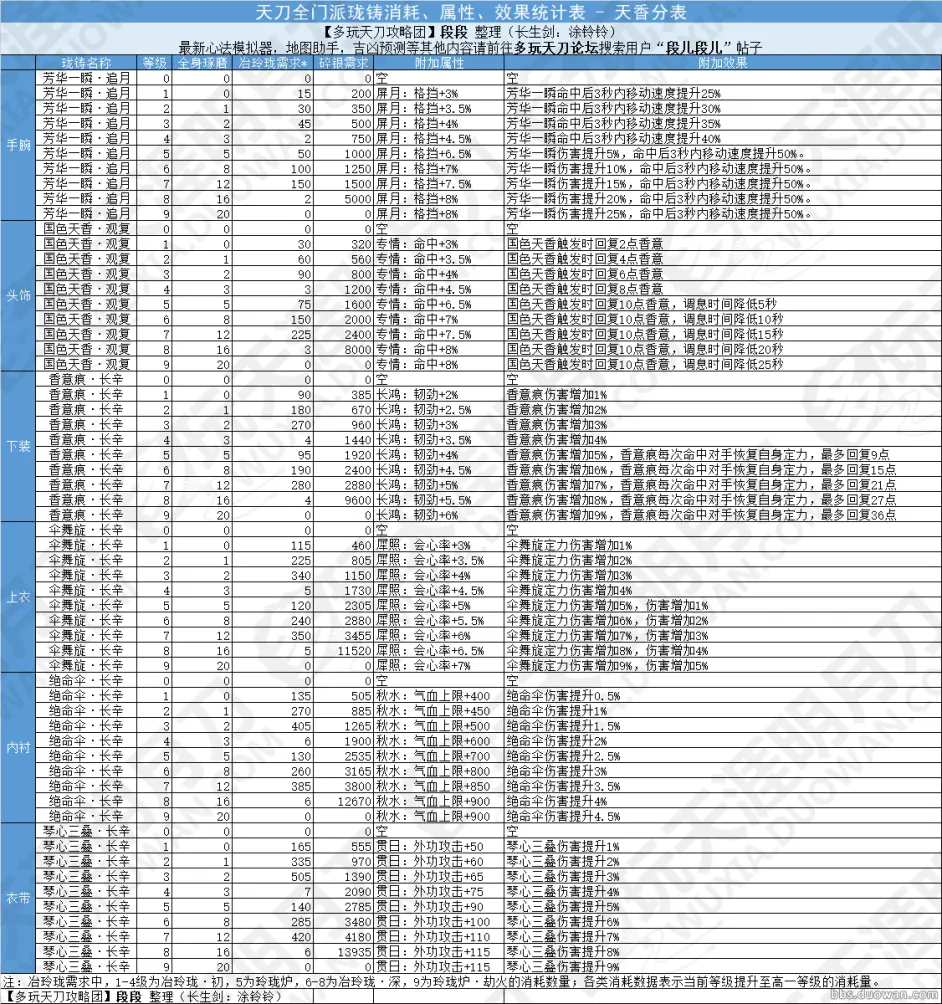 天刀全门派珑铸消耗、属性、效果统计表 - 天香分表
【多玩天刀攻略团】段段 整理（长生剑：涂铃铃）
最新心法模拟器，地图助手，吉凶预测等其他内容请前往多玩天刀论坛搜索用户“段儿段儿”帖子
珑铸名称 等级 全身琢磨 冶玲珑需求* 碎银需求 附加属性 附加效果
手腕
芳华一瞬·追月 0 0 0 0 空 空
芳华一瞬·追月 1 0 15 200 屏月：格挡+3% 芳华一瞬命中后3秒内移动速度提升25%
芳华一瞬·追月 2 1 30 350 屏月：格挡+3.5% 芳华一瞬命中后3秒内移动速度提升30%
芳华一瞬·追月 3 2 45 500 屏月：格挡+4% 芳华一瞬命中后3秒内移动速度提升35%
芳华一瞬·追月 4 3 2 750 屏月：格挡+4.5% 芳华一瞬命中后3秒内移动速度提升40%
芳华一瞬·追月 5 5 50 1000 屏月：格挡+6.5% 芳华一瞬伤害提升5%，命中后3秒内移动速度提升50%。
芳华一瞬·追月 6 8 100 1250 屏月：格挡+7% 芳华一瞬伤害提升10%，命中后3秒内移动速度提升50%。
芳华一瞬·追月 7 12 150 1500 屏月：格挡+7.5% 芳华一瞬伤害提升15%，命中后3秒内移动速度提升50%。
芳华一瞬·追月 8 16 2 5000 屏月：格挡+8% 芳华一瞬伤害提升20%，命中后3秒内移动速度提升50%。
芳华一瞬·追月 9 20 0 0 屏月：格挡+8% 芳华一瞬伤害提升25%，命中后3秒内移动速度提升50%。
头饰
国色天香·观复 0 0 0 0 空 空
国色天香·观复 1 0 30 320 专情：命中+3% 国色天香触发时回复2点香意
国色天香·观复 2 1 60 560 专情：命中+3.5% 国色天香触发时回复4点香意
国色天香·观复 3 2 90 800 专情：命中+4% 国色天香触发时回复6点香意
国色天香·观复 4 3 3 1200 专情：命中+4.5% 国色天香触发时回复8点香意
国色天香·观复 5 5 75 1600 专情：命中+6.5% 国色天香触发时回复10点香意，调息时间降低5秒
国色天香·观复 6 8 150 2000 专情：命中+7% 国色天香触发时回复10点香意，调息时间降低10秒
国色天香·观复 7 12 225 2400 专情：命中+7.5% 国色天香触发时回复10点香意，调息时间降低15秒
国色天香·观复 8 16 3 8000 专情：命中+8% 国色天香触发时回复10点香意，调息时间降低20秒
国色天香·观复 9 20 0 0 专情：命中+8% 国色天香触发时回复10点香意，调息时间降低25秒
下装
香意痕·长辛 0 0 0 0 空 空
香意痕·长辛 1 0 90 385 长鸿：韧劲+2% 香意痕伤害增加1%
香意痕·长辛 2 1 180 670 长鸿：韧劲+2.5% 香意痕伤害增加2%
香意痕·长辛 3 2 270 960 长鸿：韧劲+3% 香意痕伤害增加3%
香意痕·长辛 4 3 4 1440 长鸿：韧劲+3.5% 香意痕伤害增加4%
香意痕·长辛 5 5 95 1920 长鸿：韧劲+4% 香意痕伤害增加5%，香意痕每次命中对手恢复自身定力，最多回复9点
香意痕·长辛 6 8 190 2400 长鸿：韧劲+4.5% 香意痕伤害增加6%，香意痕每次命中对手恢复自身定力，最多回复15点
香意痕·长辛 7 12 280 2880 长鸿：韧劲+5% 香意痕伤害增加7%，香意痕每次命中对手恢复自身定力，最多回复21点
香意痕·长辛 8 16 4 9600 长鸿：韧劲+5.5% 香意痕伤害增加8%，香意痕每次命中对手恢复自身定力，最多回复27点
香意痕·长辛 9 20 0 0 长鸿：韧劲+6% 香意痕伤害增加9%，香意痕每次命中对手恢复自身定力，最多回复36点
上衣
伞舞旋·长辛 0 0 0 0 空 空
伞舞旋·长辛 1 0 115 460 犀照：会心率+3% 伞舞旋定力伤害增加1%
伞舞旋·长辛 2 1 225 805 犀照：会心率+3.5% 伞舞旋定力伤害增加2%
伞舞旋·长辛 3 2 340 1150 犀照：会心率+4% 伞舞旋定力伤害增加3%
伞舞旋·长辛 4 3 5 1730 犀照：会心率+4.5% 伞舞旋定力伤害增加4%
伞舞旋·长辛 5 5 120 2305 犀照：会心率+5% 伞舞旋定力伤害增加5%，伤害增加1%
伞舞旋·长辛 6 8 240 2880 犀照：会心率+5.5% 伞舞旋定力伤害增加6%，伤害增加2%
伞舞旋·长辛 7 12 350 3455 犀照：会心率+6% 伞舞旋定力伤害增加7%，伤害增加3%
伞舞旋·长辛 8 16 5 11520 犀照：会心率+6.5% 伞舞旋定力伤害增加8%，伤害增加4%
伞舞旋·长辛 9 20 0 0 犀照：会心率+7% 伞舞旋定力伤害增加9%，伤害增加5%
内衬
绝命伞·长辛 0 0 0 0 空 空
绝命伞·长辛 1 0 135 505 秋水：气血上限+400 绝命伞伤害提升0.5%
绝命伞·长辛 2 1 270 885 秋水：气血上限+450 绝命伞伤害提升1%
绝命伞·长辛 3 2 405 1265 秋水：气血上限+500 绝命伞伤害提升1.5%
绝命伞·长辛 4 3 6 1900 秋水：气血上限+600 绝命伞伤害提升2%
绝命伞·长辛 5 5 130 2535 秋水：气血上限+700 绝命伞伤害提升2.5%
绝命伞·长辛 6 8 260 3165 秋水：气血上限+800 绝命伞伤害提升3%
绝命伞·长辛 7 12 385 3800 秋水：气血上限+850 绝命伞伤害提升3.5%
绝命伞·长辛 8 16 6 12670 秋水：气血上限+900 绝命伞伤害提升4%
绝命伞·长辛 9 20 0 0 秋水：气血上限+900 绝命伞伤害提升4.5%
衣带
琴心三叠·长辛 0 0 0 0 空 空
琴心三叠·长辛 1 0 165 555 贯日：外功攻击+50 琴心三叠伤害提升1%
琴心三叠·长辛 2 1 335 970 贯日：外功攻击+60 琴心三叠伤害提升2%
琴心三叠·长辛 3 2 505 1390 贯日：外功攻击+65 琴心三叠伤害提升3%
琴心三叠·长辛 4 3 7 2090 贯日：外功攻击+75 琴心三叠伤害提升4%
琴心三叠·长辛 5 5 140 2785 贯日：外功攻击+90 琴心三叠伤害提升5%
琴心三叠·长辛 6 8 285 3480 贯日：外功攻击+100 琴心三叠伤害提升6%
琴心三叠·长辛 7 12 420 4180 贯日：外功攻击+110 琴心三叠伤害提升7%
琴心三叠·长辛 8 16 6 13935 贯日：外功攻击+115 琴心三叠伤害提升8%
琴心三叠·长辛 9 20 0 0 贯日：外功攻击+115 琴心三叠伤害提升9%
注：冶玲珑需求中，1-4级为冶玲珑·初，5为玲珑炉，6-8为冶玲珑·深，9为玲珑炉·劫火的消耗数量；各类消耗数据表示当前等级提升至高一等级的消耗量。
【多玩天刀攻略团】段段 整理（长生剑：涂铃铃）
bbs.duowan.com